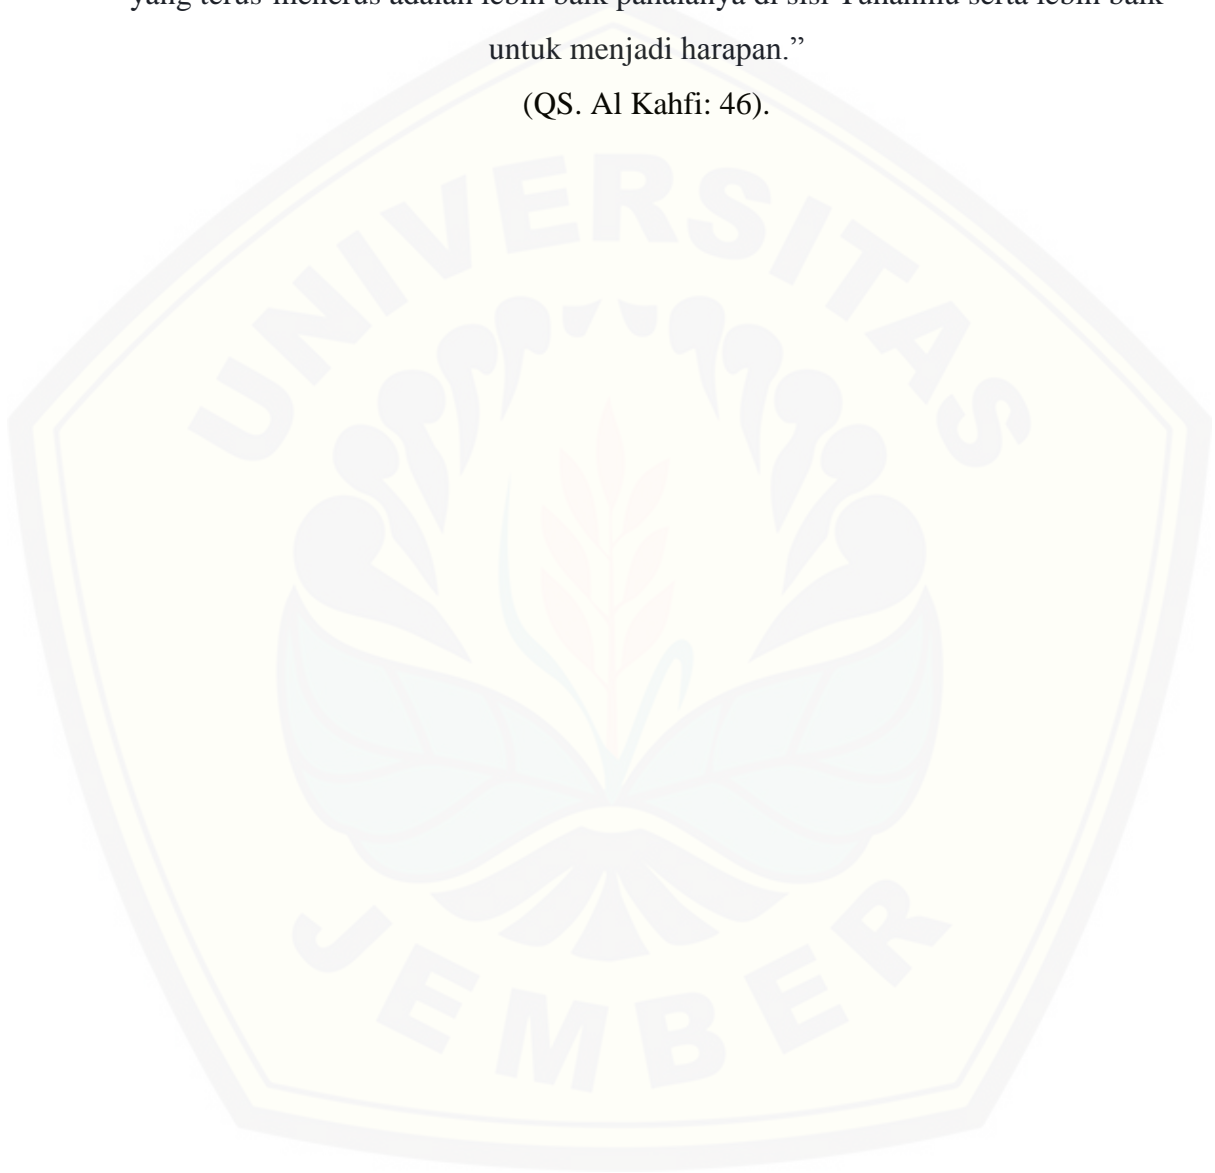 yang terus-menerus adalah lebih baik pahalanya di sisi Tuhanmu serta lebih baik
untuk menjadi harapan.”
(QS. Al Kahfi: 46).
UNIVERSITAS
JEMBER